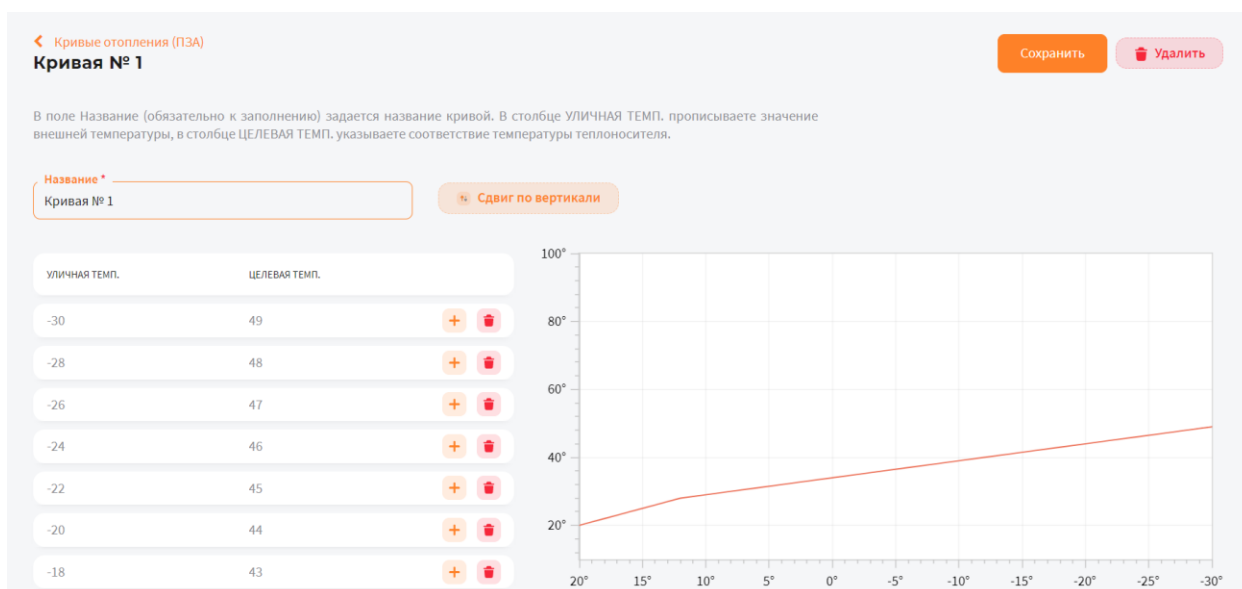 Кривые отопления (ПЗА)
Кривая № 1
Сохранить
Удалить
В поле Название (обязательно к заполнению) задается название кривой. В столбце УЛИЧНАЯ ТЕМП. прописываете значение
внешней температуры, в столбце ЦЕЛЕВАЯ ТЕМП. указываете соответствие температуры теплоносителя.
Название *
Кривая № 1
Сдвиг по вертикали
УЛИЧНАЯ ТЕМП. ЦЕЛЕВАЯ ТЕМП.
-30 49
-28 48
-26 47
-24 46
-22 45
-20 44
-18 43
100°
80°
60°
40°
20°
20° 15° 10° 5° 0° -5° -10° -15° -20° -25° -30°